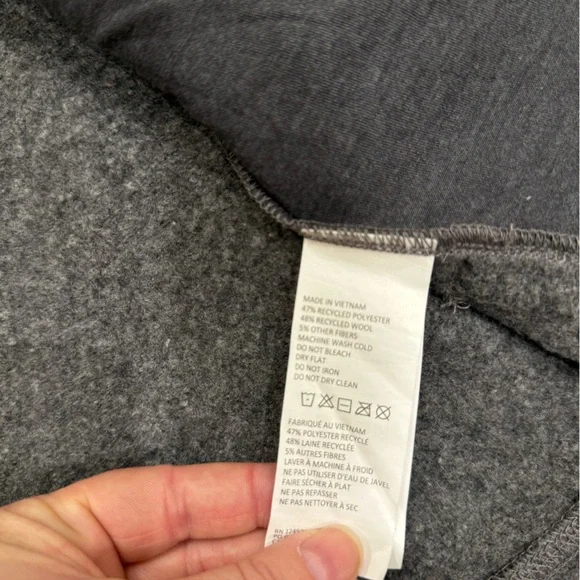 MADE IN VIETNAM
47% RECYCLED POLYESTER
48% RECYCLED WOOL
5% OTHER FIBERS
MACHINE WASH COLD
DO NOT BLEACH
DRY FLAT
DO NOT IRON
DO NOT DRY CLEAN
FABRIQUÉ AU VIETNAM
47% POLYESTER RECYCLÉ
48% LAINE RECYCLÉE
5% AUTRES FIBRES
LAVER À MACHINE À FROID
NE PAS UTILISER D'EAU DE JAVEL
FAIRE SÉCHER À PLAT
NE PAS REPASSER
NE PAS NETTOYER À SEC
RN